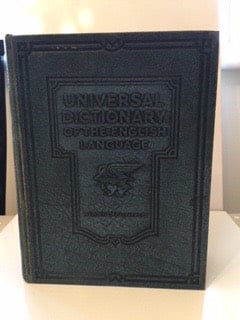 UNIVERSAL
DICTIONARY
OF THE ENGLISH
LANGUAGE